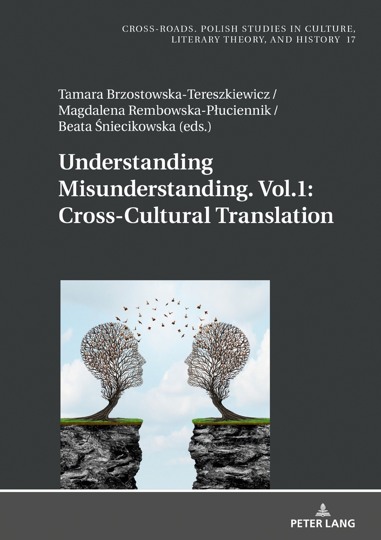 CROSS-ROADS. POLISH STUDIES IN CULTURE,
LITERARY THEORY, AND HISTORY 17
Tamara Brzostowska-Tereszkiewicz /
Magdalena Rembowska-Płuciennik /
Beata Śniecikowska (eds.)
Understanding
Misunderstanding. Vol.1:
Cross-Cultural Translation
PETER LANG